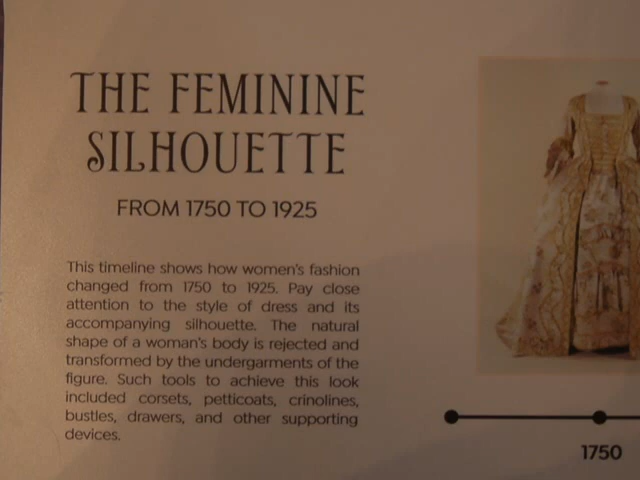 THE FEMININE
SILHOUETTE
FROM 1750 TO 1925
This timeline shows how women's fashion
changed from 1750 to 1925. Pay close
attention to the style of dress and its
accompanying silhouette. The natural
shape of a woman's body is rejected and
transformed by the undergarments of the
figure. Such tools to achieve this look
included corsets, petticoats, crinolines,
bustles, drawers, and other supporting
devices.
1750